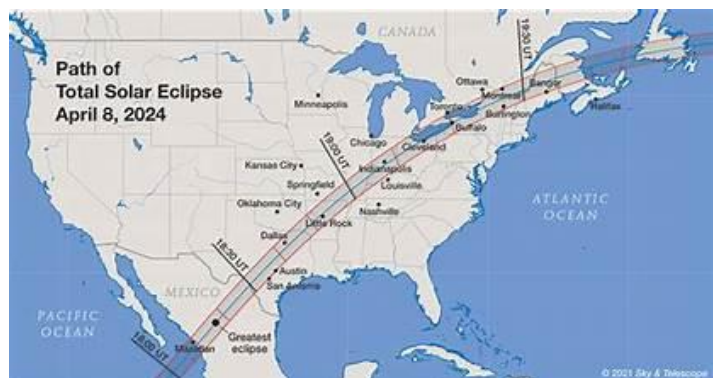 Path of
Total Solar Eclipse
April 8, 2024
CANADA
19:30 UT
Ottawa
Montreal
Bangor
Minneapolis
Toronto
Halifax
Burlington
Buffalo
Chicago
Cleveland
19:00 UT
Kansas City
Indianapolis
Springfield
Louisville
Oklahoma City
Nashville
Little Rock
ATLANTIC
OCEAN
Dallas
18:30 UT
Austin
San Antonio
MEXICO
PACIFIC
OCEAN
Greatest
eclipse
Mazatlán
18:00 UT
© 2021 Sky & Telescope